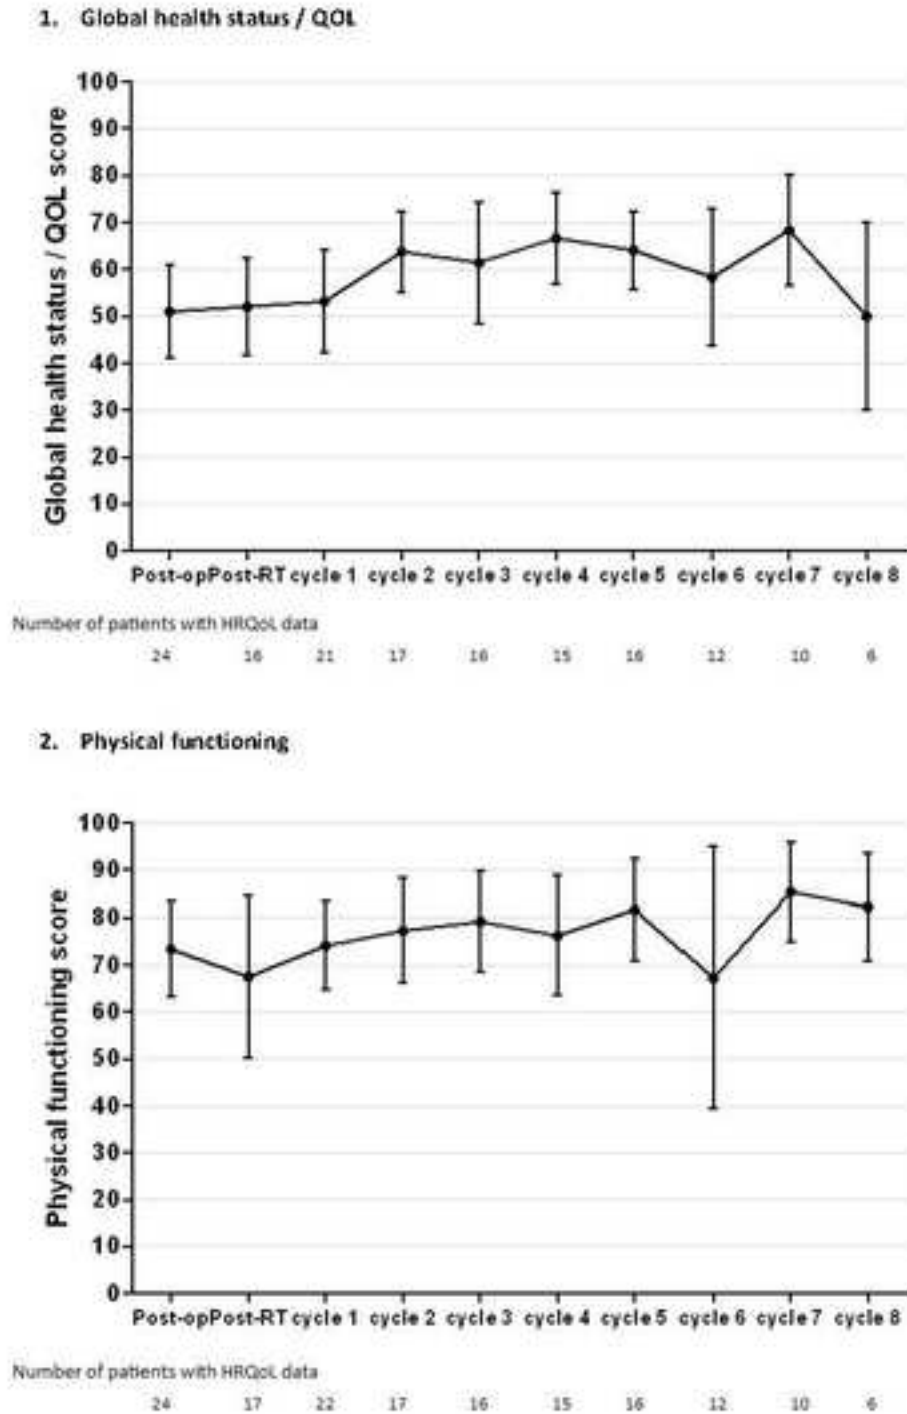 1. Global health status / QOL
Global health status / QOL score
100
90
80
70
60
50
40
30
20
10
0
Post-op Post-RT cycle 1 cycle 2 cycle 3 cycle 4 cycle 5 cycle 6 cycle 7 cycle 8
Number of patients with HRQoL data
24 16 21 17 16 15 16 12 10 6
2. Physical functioning
Physical functioning score
100
90
80
70
60
50
40
30
20
10
0
Post-op Post-RT cycle 1 cycle 2 cycle 3 cycle 4 cycle 5 cycle 6 cycle 7 cycle 8
Number of patients with HRQoL data
24 17 22 17 16 15 16 12 10 6